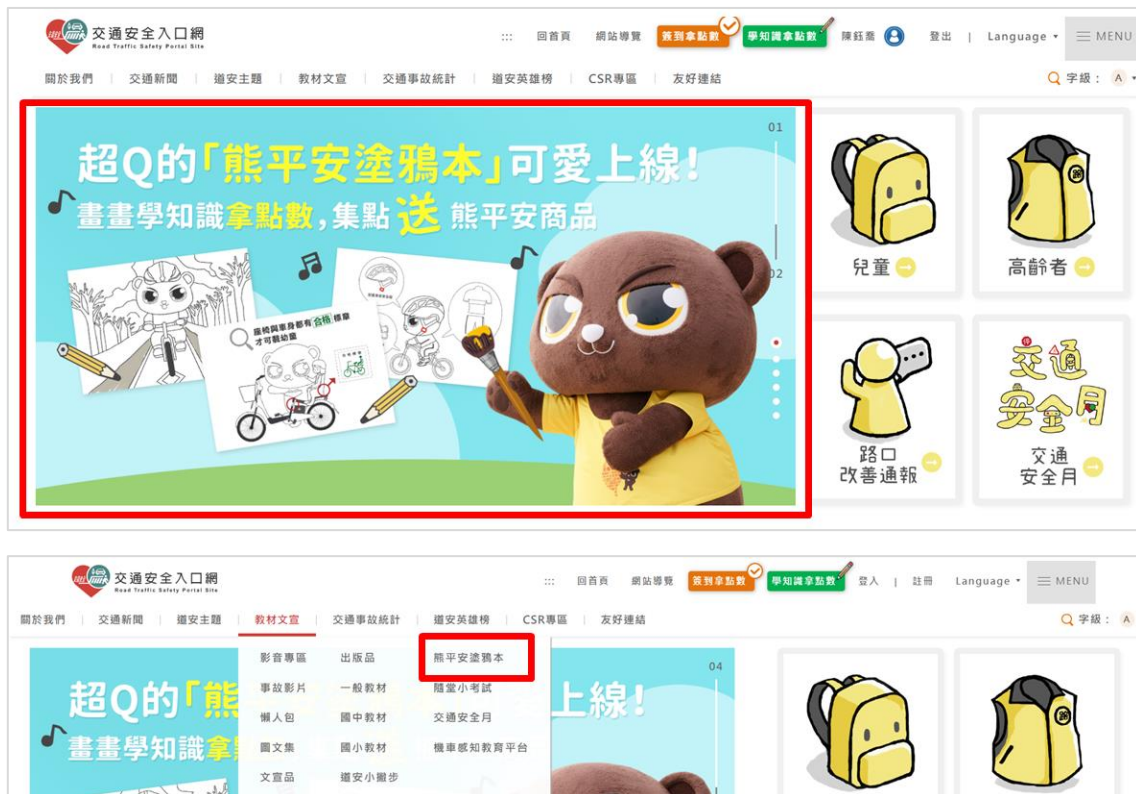 交通安全入口網
Road Traffic Safety Portal Site
::: 回首頁 網站導覽 簽到拿點數 學知識拿點數 陳鈺喬 登出 | Language MENU
關於我們 交通新聞 道安主題 教材文宣 交通事故統計 道安英雄榜 CSR專區 友好連結 字級: A
超Q的「熊平安塗鴉本」可愛上線!
畫畫學知識拿點數,集點送熊平安商品
座椅與車身都有合格標章
才可載幼童
01
02
兒童
高齡者
路口
改善通報
交通
安全月
交通
安全月
交通安全入口網
Road Traffic Safety Portal Site
::: 回首頁 網站導覽 簽到拿點數 學知識拿點數 登入 | 註冊 Language MENU
關於我們 交通新聞 道安主題 教材文宣 交通事故統計 道安英雄榜 CSR專區 友好連結 字級: A
影音專區 出版品 熊平安塗鴉本
事故影片 一般教材 隨堂小考試
懶人包 國中教材 交通安全月
圖文集 國小教材 機車感知教育平台
文宣品 道安小撇步
超Q的「熊 上線!
畫畫學知識拿
04